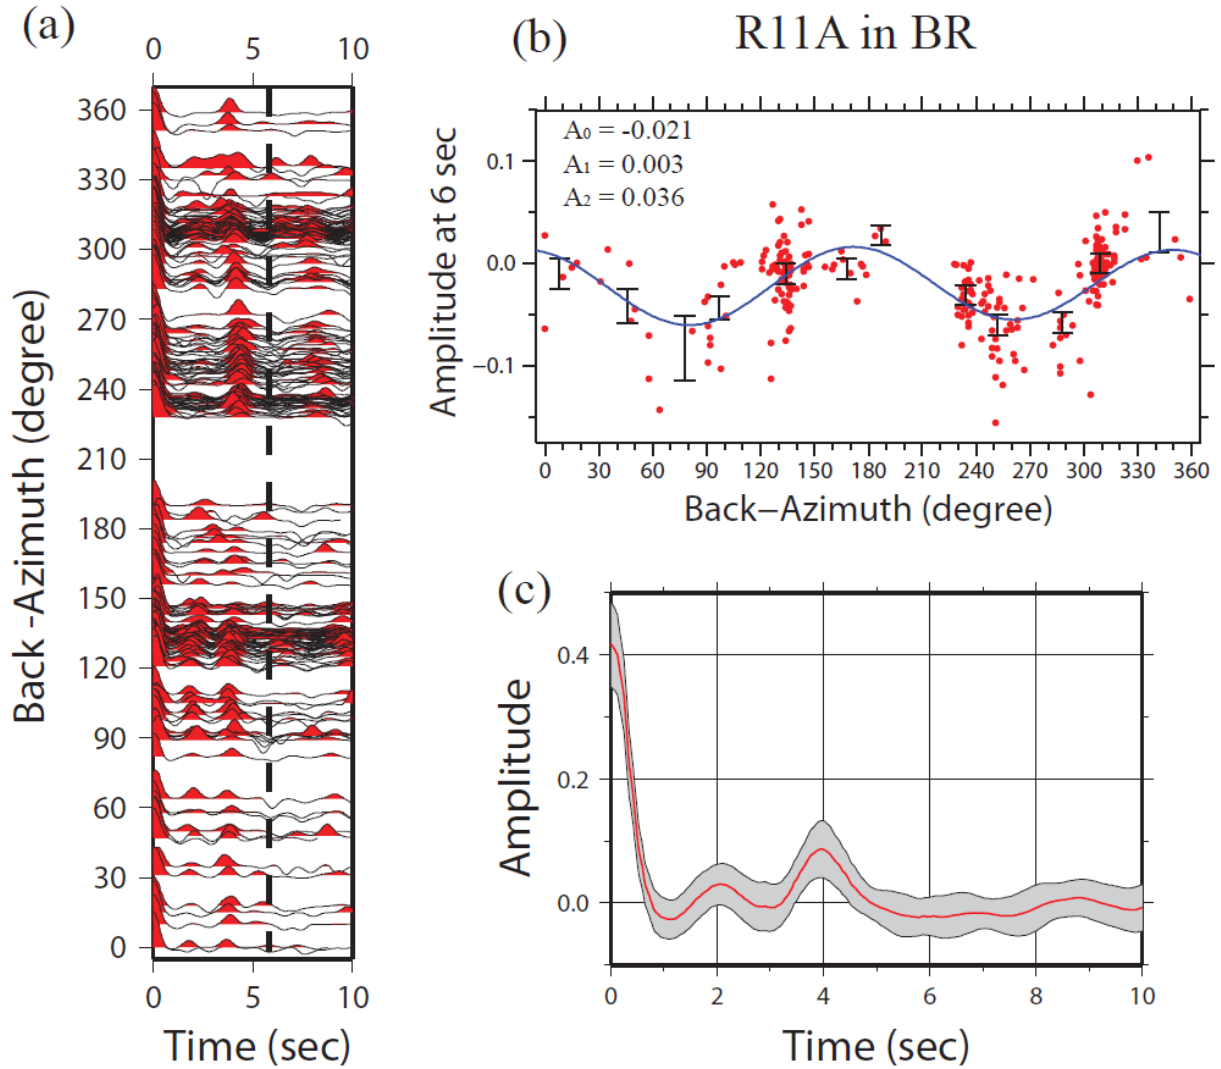 (a)
0 5 10
360
330
300
270
240
210
180
150
120
90
60
30
0
Back -Azimuth (degree)
0 5 10
Time (sec)
(b)
R11A in BR
A0 = -0.021
A1 = 0.003
A2 = 0.036
0.1
0.0
−0.1
Amplitude at 6 sec
0 30 60 90 120 150 180 210 240 270 300 330 360
Back−Azimuth (degree)
(c)
0.4
0.2
0.0
Amplitude
0 2 4 6 8 10
Time (sec)